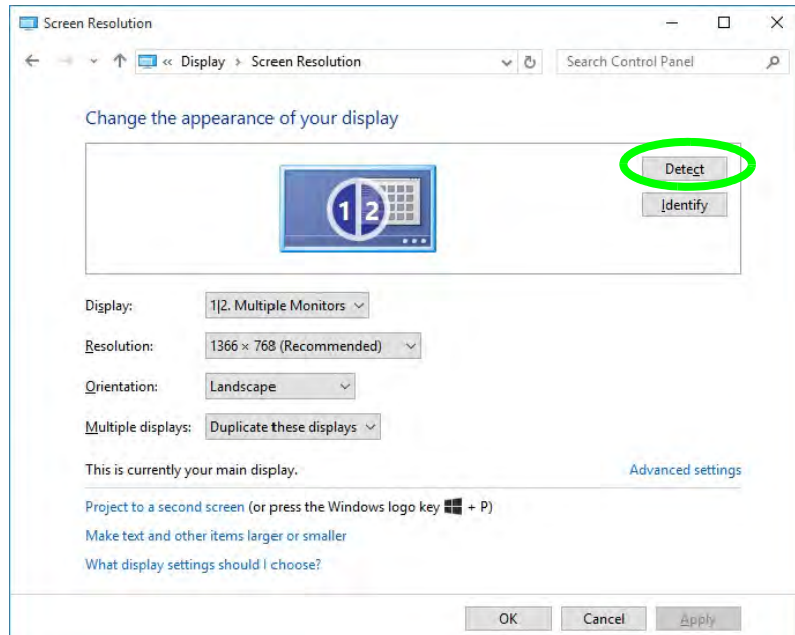 Screen Resolution
« Display › Screen Resolution
Search Control Panel
Change the appearance of your display
1 2
Detect
Identify
Display: 1|2. Multiple Monitors
Resolution: 1366 × 768 (Recommended)
Orientation: Landscape
Multiple displays: Duplicate these displays
This is currently your main display. Advanced settings
Project to a second screen (or press the Windows logo key + P)
Make text and other items larger or smaller
What display settings should I choose?
OK Cancel Apply